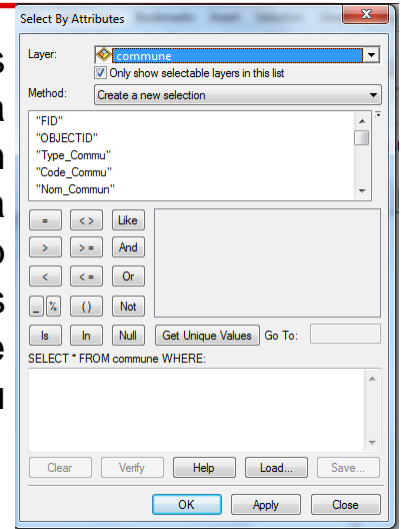 Select By Attributes
Layer: commune
Only show selectable layers in this list
Method: Create a new selection
"FID"
"OBJECTID"
"Type_Commu"
"Code_Commu"
"Nom_Commun"
= < > Like
> > = And
< < = Or
_ % ( ) Not
Is In Null Get Unique Values Go To:
SELECT * FROM commune WHERE:
Clear Verify Help Load... Save...
OK Apply Close